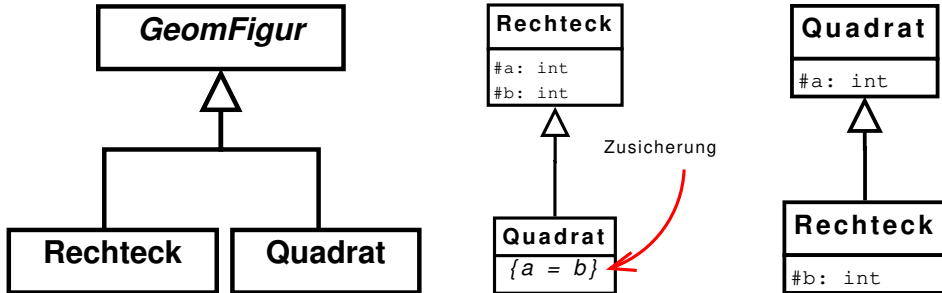 GeomFigur
Rechteck
Quadrat
Rechteck
#a: int
#b: int
Zusicherung
Quadrat
{a = b}
Quadrat
#a: int
Rechteck
#b: int